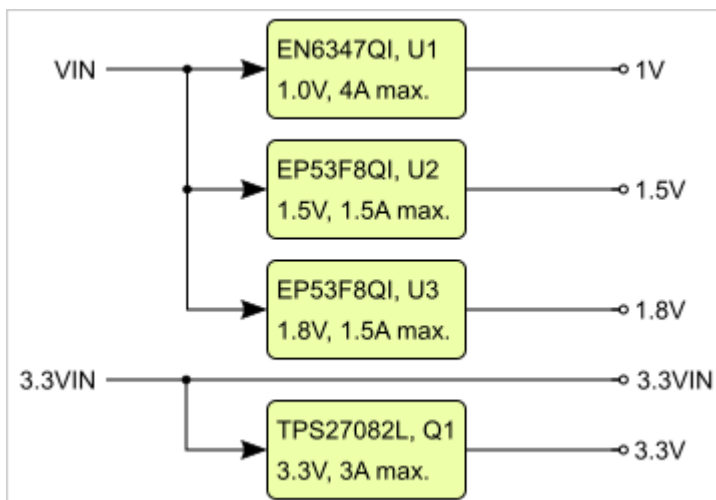 VIN
EN6347QI, U1
1.0V, 4A max.
1V
EP53F8QI, U2
1.5V, 1.5A max.
1.5V
EP53F8QI, U3
1.8V, 1.5A max.
1.8V
3.3VIN
3.3VIN
TPS27082L, Q1
3.3V, 3A max.
3.3V